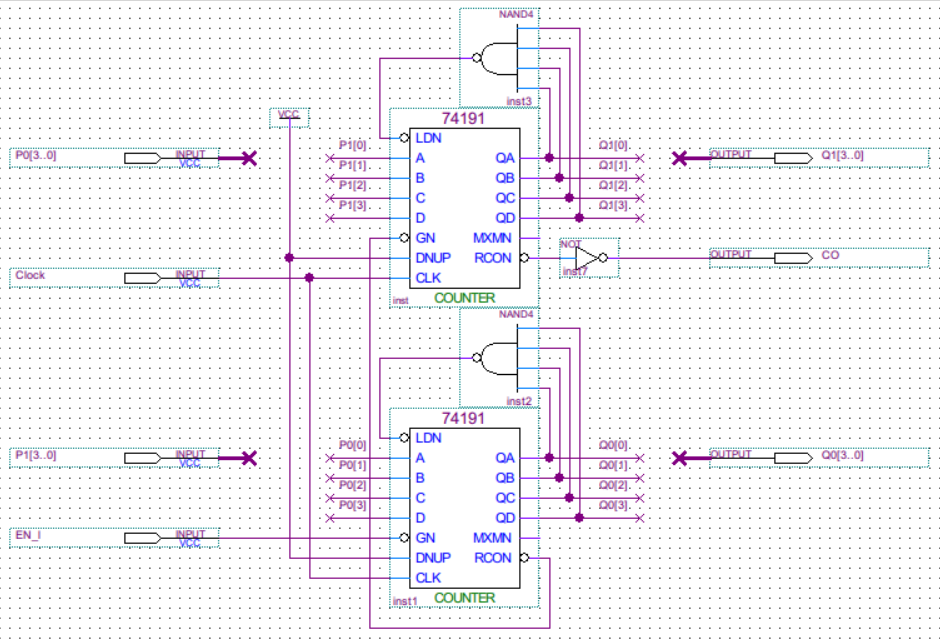 NAND4
inst3
VCC
74191
P0[3..0]
INPUT
VCC
P1[0]
P1[1]
P1[2]
P1[3]
LDN
A
B
C
D
GN
DNUP
CLK
QA
QB
QC
QD
MXMN
RCON
Q1[0]
Q1[1]
Q1[2]
Q1[3]
OUTPUT
Q1[3..0]
NOT
inst7
OUTPUT
CO
Clock
INPUT
VCC
inst
COUNTER
NAND4
inst2
74191
P1[3..0]
INPUT
VCC
P0[0]
P0[1]
P0[2]
P0[3]
LDN
A
B
C
D
GN
DNUP
CLK
QA
QB
QC
QD
MXMN
RCON
Q0[0]
Q0[1]
Q0[2]
Q0[3]
OUTPUT
Q0[3..0]
EN_I
INPUT
VCC
inst1
COUNTER